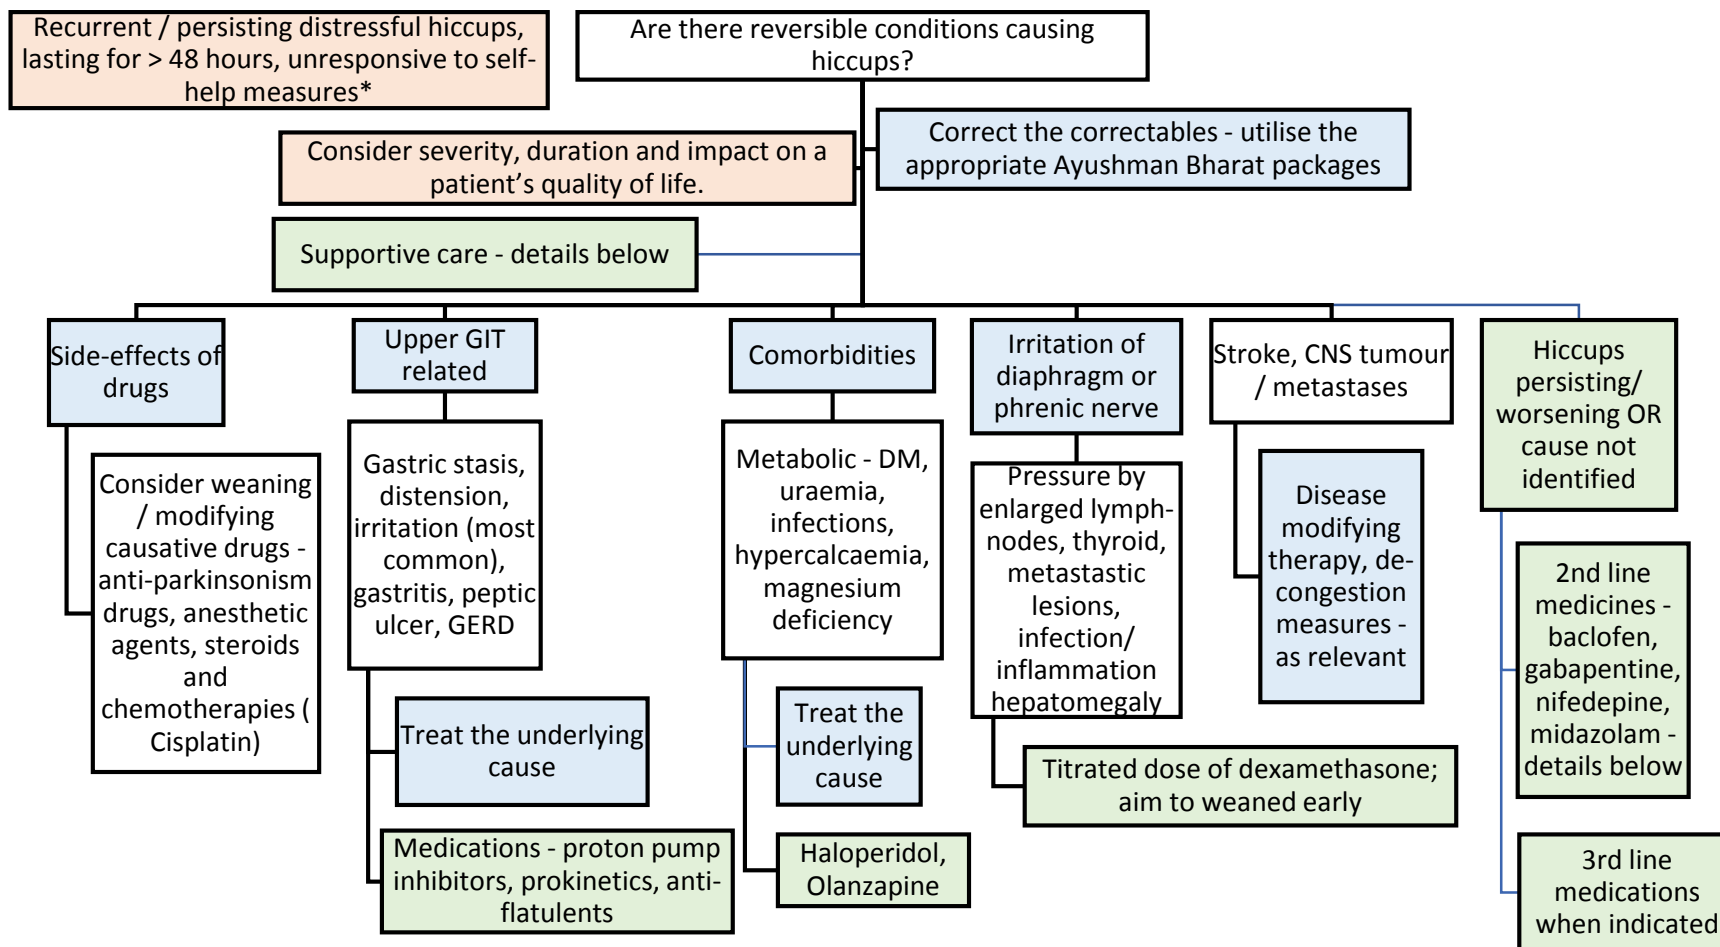 Recurrent / persisting distressful hiccups,
lasting for > 48 hours, unresponsive to self-
help measures*
Are there reversible conditions causing
hiccups?
Correct the correctables - utilise the
appropriate Ayushman Bharat packages
Consider severity, duration and impact on a
patient’s quality of life.
Supportive care - details below
Side-effects of
drugs
Consider weaning
/ modifying
causative drugs -
anti-parkinsonism
drugs, anesthetic
agents, steroids
and
chemotherapies (
Cisplatin)
Upper GIT
related
Gastric stasis,
distension,
irritation (most
common),
gastritis, peptic
ulcer, GERD
Treat the underlying
cause
Medications - proton pump
inhibitors, prokinetics, anti-
flatulents
Comorbidities
Metabolic - DM,
uraemia,
infections,
hypercalcaemia,
magnesium
deficiency
Treat the
underlying
cause
Haloperidol,
Olanzapine
Irritation of
diaphragm or
phrenic nerve
Pressure by
enlarged lymph-
nodes, thyroid,
metastastic
lesions,
infection/
inflammation
hepatomegaly
Titrated dose of dexamethasone;
aim to weaned early
Stroke, CNS tumour
/ metastases
Disease
modifying
therapy, de-
congestion
measures -
as relevant
Hiccups
persisting/
worsening OR
cause not
identified
2nd line
medicines -
baclofen,
gabapentine,
nifedepine,
midazolam -
details below
3rd line
medications
when indicated